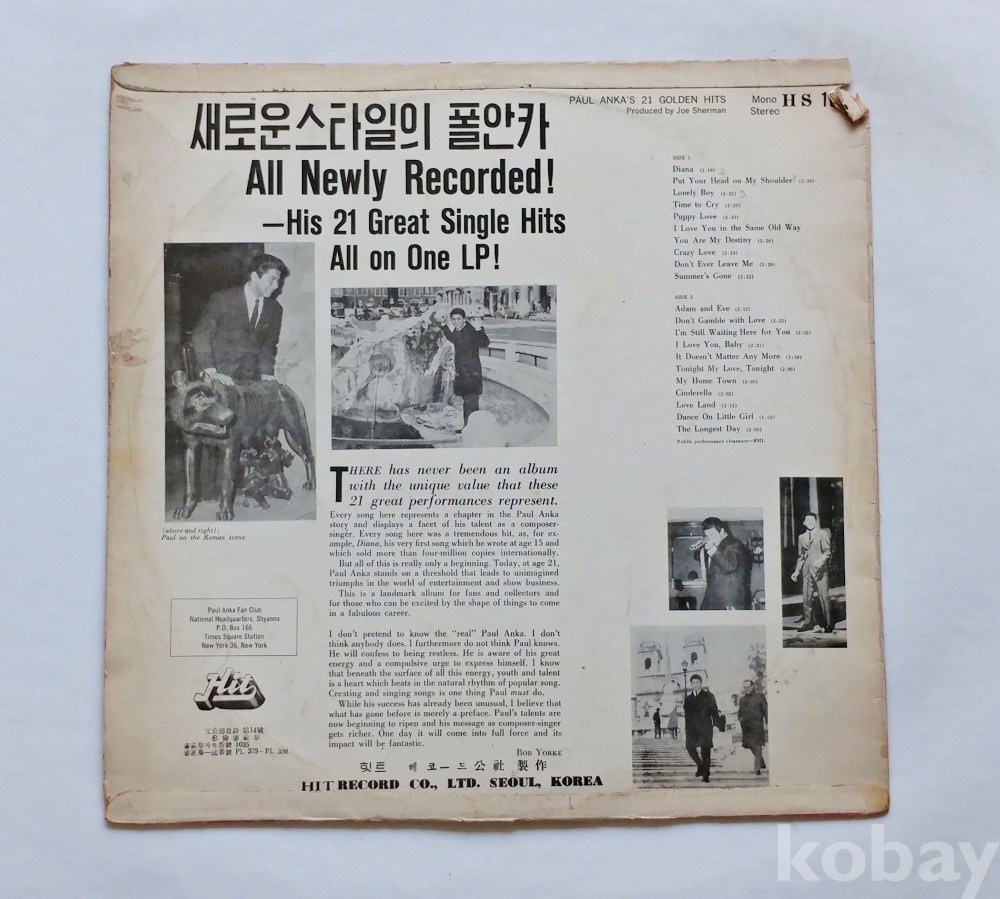 새로운스타일의 폴안카
All Newly Recorded!
—His 21 Great Single Hits
All on One LP!
PAUL ANKA'S 21 GOLDEN HITS
Produced by Joe Sherman
Mono
Stereo
HS
SIDE 1
Diana (2:10)
Put Your Head on My Shoulder
Lonely Boy
Time to Cry
Puppy Love
I Love You in the Same Old Way
You Are My Destiny
Crazy Love
Don't Ever Leave Me
Summer's Gone
SIDE 2
Adam and Eve
Don't Gamble with Love
I'm Still Waiting Here for You
I Love You, Baby (2:21)
It Doesn't Matter Any More
Tonight My Love, Tonight
My Home Town
Cinderella
Love Land
Dance On Little Girl
The Longest Day
Public performance clearance—BMI.
(above and right):
Paul on the Roman scene.
THERE has never been an album
with the unique value that these
21 great performances represent.
Every song here represents a chapter in the Paul Anka
story and displays a facet of his talent as a composer-
singer. Every song here was a tremendous hit, as, for ex-
ample, Diana, his very first song which he wrote at age 15 and
which sold more than four-million copies internationally.
But all of this is really only a beginning. Today, at age 21,
Paul Anka stands on a threshold that leads to unimagined
triumphs in the world of entertainment and show business.
This is a landmark album for fans and collectors and
for those who can be excited by the shape of things to come
in a fabulous career.
I don't pretend to know the "real" Paul Anka. I don't
think anybody does. I furthermore do not think Paul knows.
He will confess to being restless. He is aware of his great
energy and a compulsive urge to express himself. I know
that beneath the surface of all this energy, youth and talent
is a heart which beats in the natural rhythm of popular song.
Creating and singing songs is one thing Paul must do.
While his success has already been unusual, I believe that
what has gone before is merely a preface. Paul's talents are
now beginning to ripen and his message as composer-singer
gets richer. One day it will come into full force and its
impact will be fantastic.
BOB YORKE
Paul Anka Fan Club
National Headquarters, Shyanna
P.O. Box 166
Times Square Station
New York 36, New York
Hit
1035
PL 379-PL 398
힛트 레코ー드公社 製作
HIT RECORD CO., LTD. SEOUL, KOREA
kobay